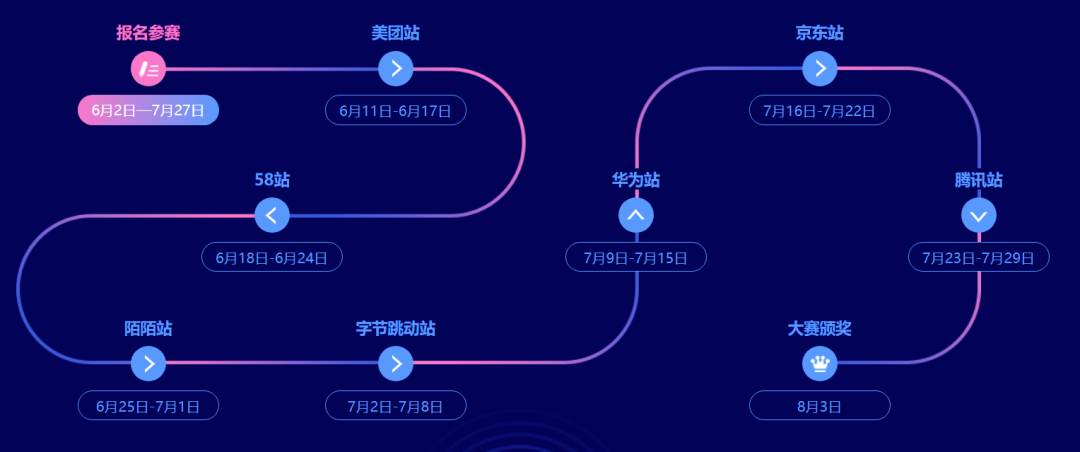 报名参赛
6月2日—7月27日
美团站
6月11日-6月17日
58站
6月18日-6月24日
陌陌站
6月25日-7月1日
字节跳动站
7月2日-7月8日
华为站
7月9日-7月15日
京东站
7月16日-7月22日
腾讯站
7月23日-7月29日
大赛颁奖
8月3日